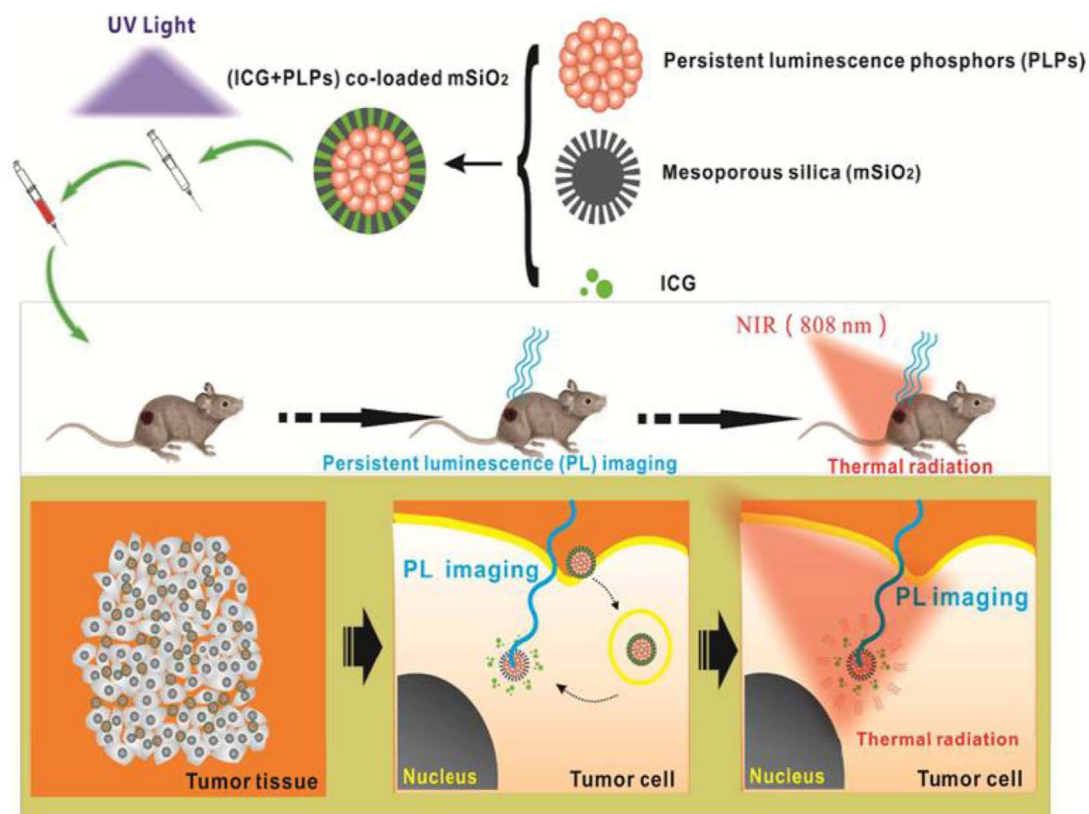 UV Light
(ICG+PLPs) co-loaded mSiO₂
Persistent luminescence phosphors (PLPs)
Mesoporous silica (mSiO₂)
ICG
NIR ( 808 nm )
Persistent luminescence (PL) imaging
Thermal radiation
Tumor tissue
PL imaging
Nucleus
Tumor cell
PL imaging
Thermal radiation
Nucleus
Tumor cell